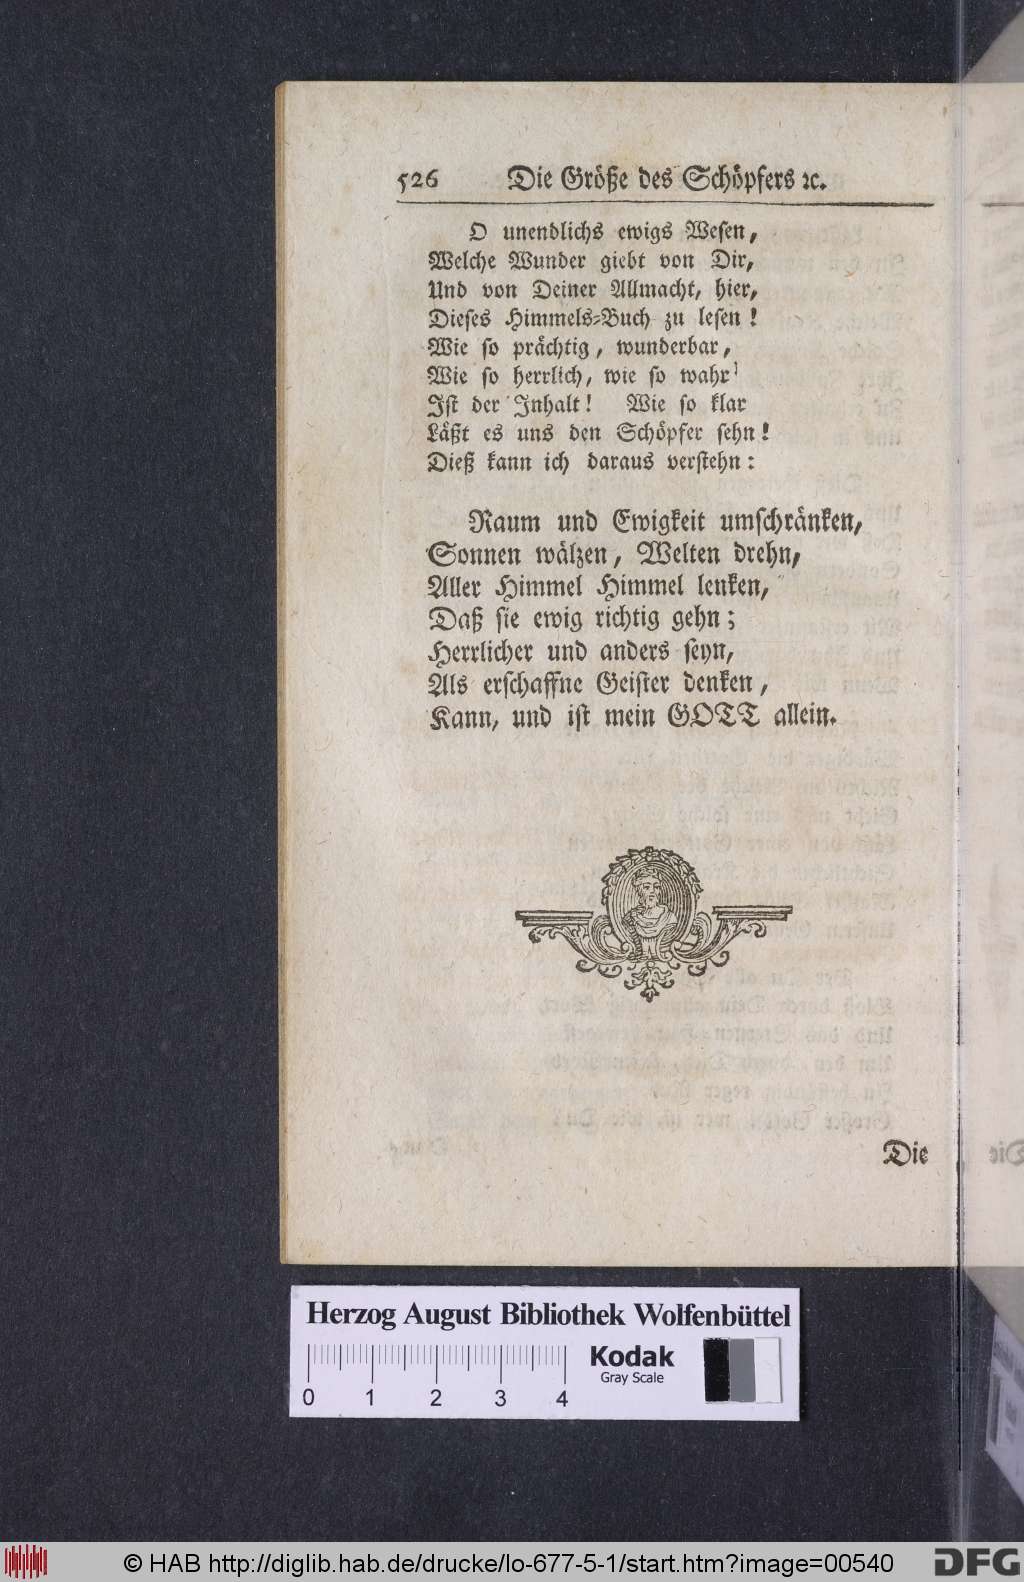 526 Die Größe des Schöpfers ꝛc.
O unendlichs ewigs Wesen,
Welche Wunder giebt von Dir,
Und von Deiner Allmacht, hier,
Dieses Himmels-Buch zu lesen!
Wie so prächtig, wunderbar,
Wie so herrlich, wie so wahr
Ist der Inhalt! Wie so klar
Läßt es uns den Schöpfer sehn!
Dieß kann ich daraus verstehn:
Raum und Ewigkeit umschränken,
Sonnen wälzen, Welten drehn,
Aller Himmel Himmel lenken,
Daß sie ewig richtig gehn;
Herrlicher und anders seyn,
Als erschaffne Geister denken,
Kann, und ist mein GOTT allein.
Die
Herzog August Bibliothek Wolfenbüttel
0 1 2 3 4
Kodak
Gray Scale
© HAB http://diglib.hab.de/drucke/lo-677-5-1/start.htm?image=00540
DFG